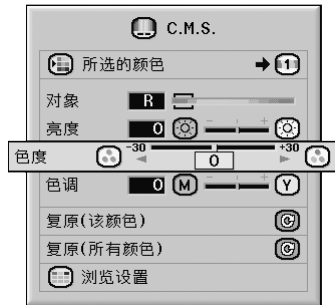 C.M.S.
所选的颜色 1
对象 R
亮度 0 - +
色度 -30 0 +30
色调 0 M Y
复原(该颜色)
复原(所有颜色)
浏览设置